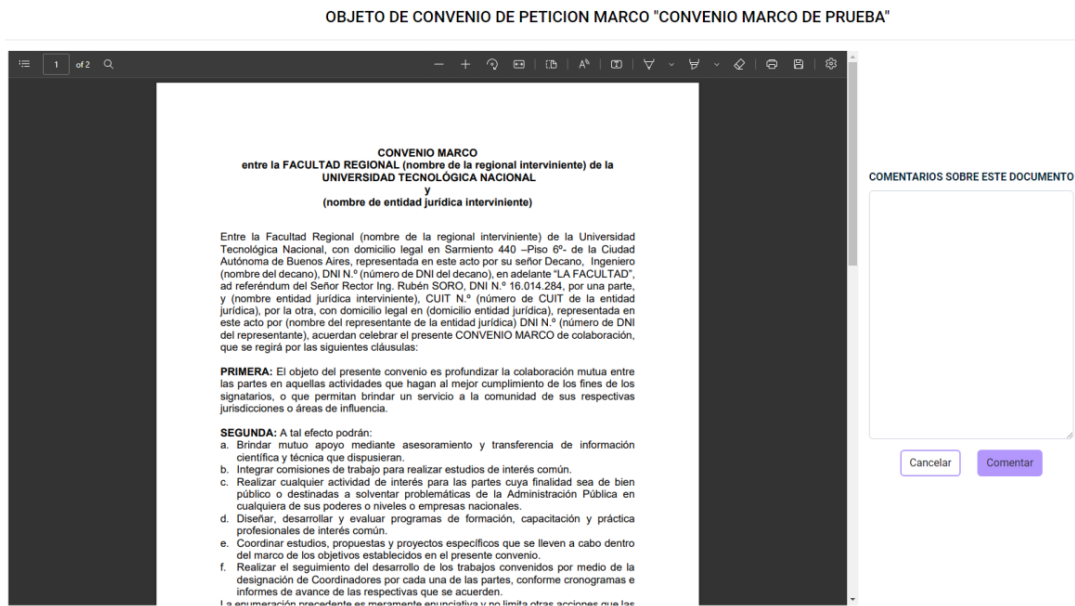 OBJETO DE CONVENIO DE PETICION MARCO "CONVENIO MARCO DE PRUEBA"
1 of 2
CONVENIO MARCO
entre la FACULTAD REGIONAL (nombre de la regional interviniente) de la
UNIVERSIDAD TECNOLÓGICA NACIONAL
y
(nombre de entidad jurídica interviniente)
Entre la Facultad Regional (nombre de la regional interviniente) de la Universidad
Tecnológica Nacional, con domicilio legal en Sarmiento 440 –Piso 6º- de la Ciudad
Autónoma de Buenos Aires, representada en este acto por su señor Decano, Ingeniero
(nombre del decano), DNI N.º (número de DNI del decano), en adelante “LA FACULTAD”,
ad referéndum del Señor Rector Ing. Rubén SORO, DNI N.º 16.014.284, por una parte,
y (nombre entidad jurídica interviniente), CUIT N.º (número de CUIT de la entidad
jurídica), por la otra, con domicilio legal en (domicilio entidad jurídica), representada en
este acto por (nombre del representante de la entidad jurídica) DNI N.º (número de DNI
del representante), acuerdan celebrar el presente CONVENIO MARCO de colaboración,
que se regirá por las siguientes cláusulas:
PRIMERA: El objeto del presente convenio es profundizar la colaboración mutua entre
las partes en aquellas actividades que hagan al mejor cumplimiento de los fines de los
signatarios, o que permitan brindar un servicio a la comunidad de sus respectivas
jurisdicciones o áreas de influencia.
SEGUNDA: A tal efecto podrán:
a. Brindar mutuo apoyo mediante asesoramiento y transferencia de información
científica y técnica que dispusieran.
b. Integrar comisiones de trabajo para realizar estudios de interés común.
c. Realizar cualquier actividad de interés para las partes cuya finalidad sea de bien
público o destinadas a solventar problemáticas de la Administración Pública en
cualquiera de sus poderes o niveles o empresas nacionales.
d. Diseñar, desarrollar y evaluar programas de formación, capacitación y práctica
profesionales de interés común.
e. Coordinar estudios, propuestas y proyectos específicos que se lleven a cabo dentro
del marco de los objetivos establecidos en el presente convenio.
f. Realizar el seguimiento del desarrollo de los trabajos convenidos por medio de la
designación de Coordinadores por cada una de las partes, conforme cronogramas e
informes de avance de las respectivas que se acuerden.
La enumeración precedente es meramente enunciativa y no limita otras acciones que las
COMENTARIOS SOBRE ESTE DOCUMENTO
Cancelar Comentar